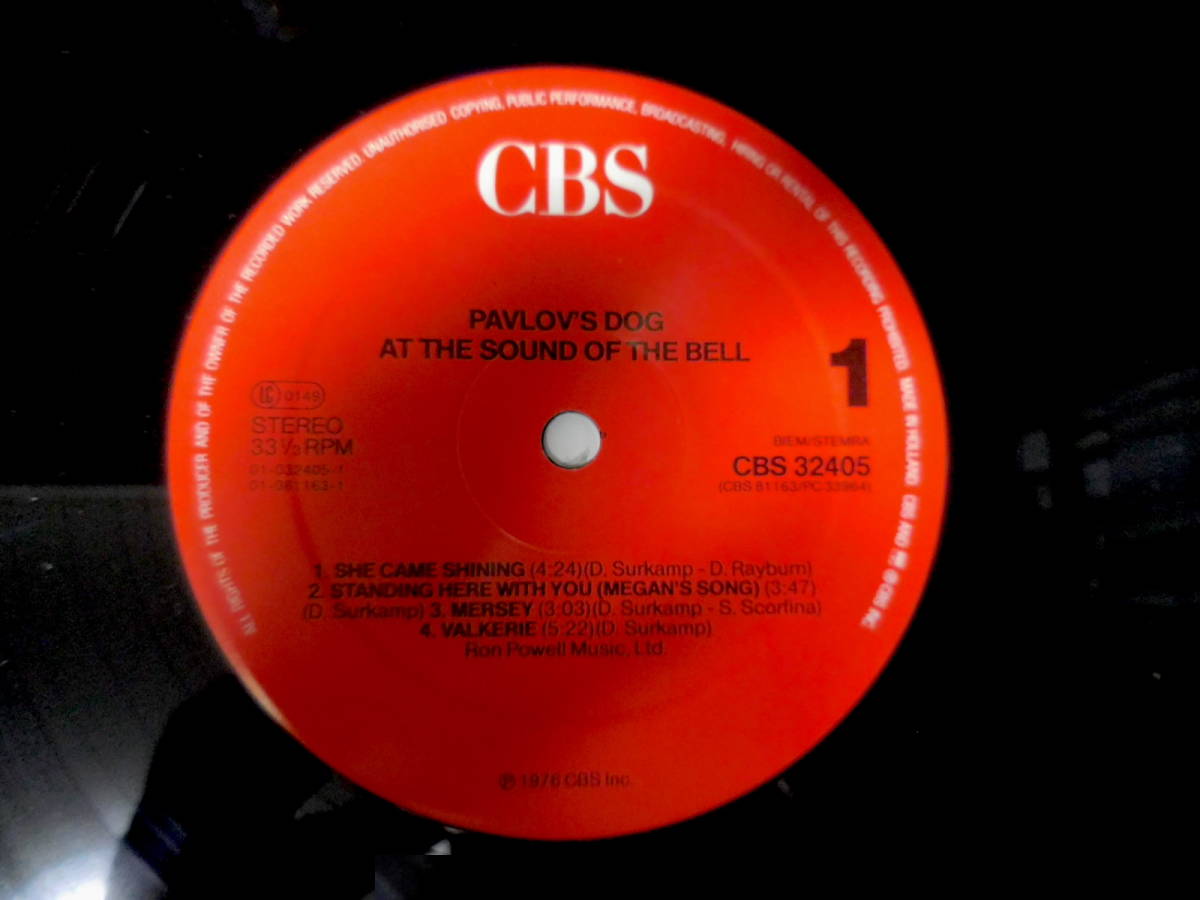 ALL RIGHTS OF THE PRODUCER AND OF THE OWNER OF THE RECORDED WORK RESERVED. UNAUTHORISED COPYING, PUBLIC PERFORMANCE, BROADCASTING, HIRING OR RENTAL OF THIS RECORDING PROHIBITED. MADE IN HOLLAND CBS AND
CBS
PAVLOV'S DOG
AT THE SOUND OF THE BELL
1
LC 0149
STEREO
33⅓ RPM
01-032405-1
01-081163-1
BIEM/STEMRA
CBS 32405
(CBS 81163/PC 33964)
1. SHE CAME SHINING (4:24)(D. Surkamp - D. Rayburn)
2. STANDING HERE WITH YOU (MEGAN'S SONG) (3:47)
(D. Surkamp) 3. MERSEY (3:03)(D. Surkamp - S. Scorfina)
4. VALKERIE (5:22)(D. Surkamp)
Ron Powell Music, Ltd.
℗ 1976 CBS Inc.